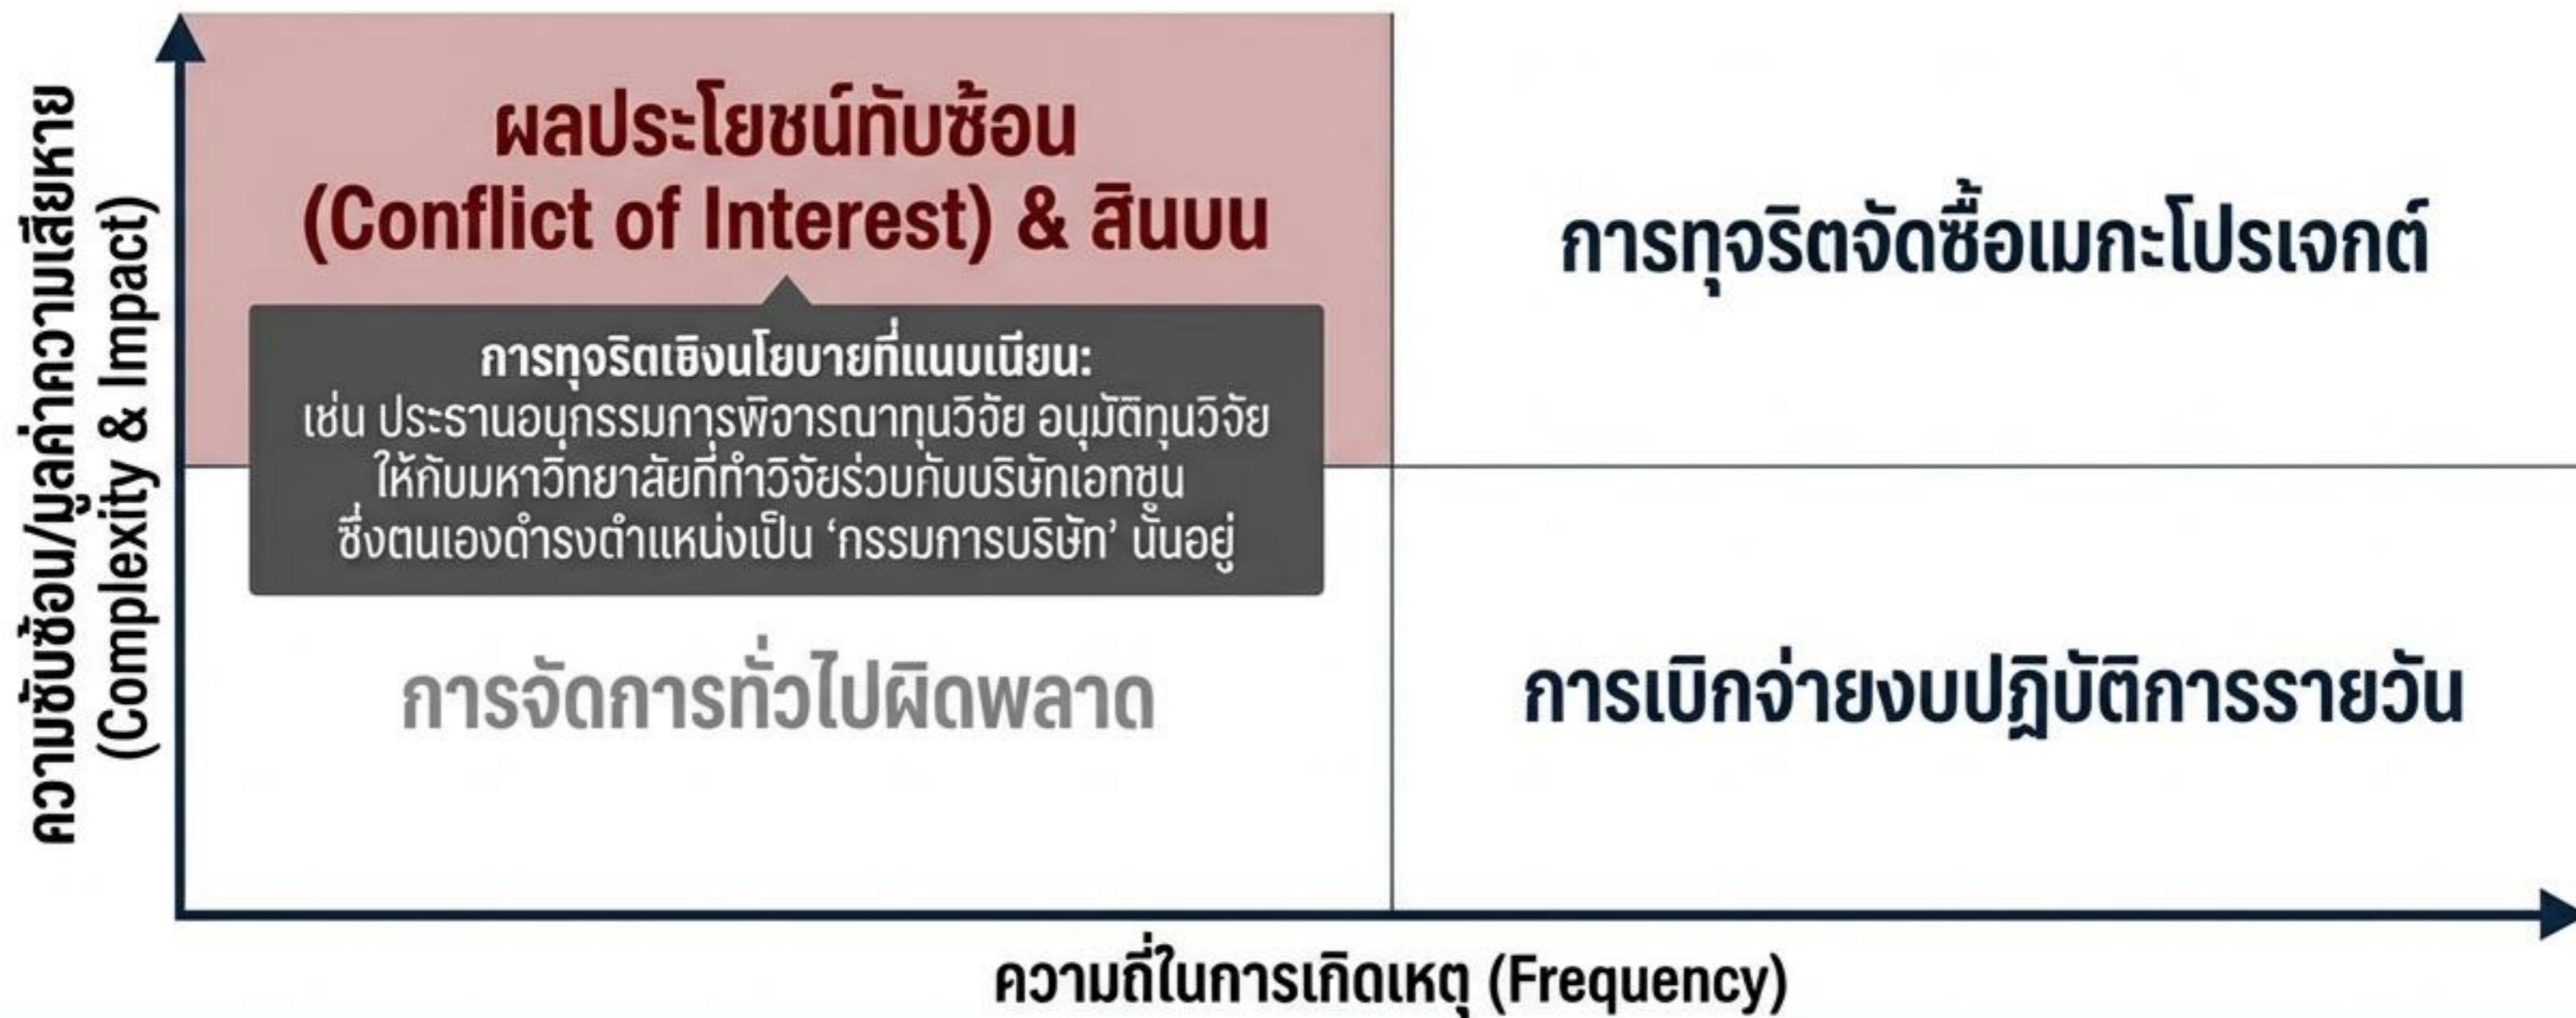 ความซับซ้อน/มูลค่าความเสียหาย
(Complexity & Impact)
ผลประโยชน์ทับซ้อน
(Conflict of Interest) & สินบน
การทุจริตเชิงนโยบายที่แนบเนียน:
เช่น ประธานอนุกรรมการพิจารณาทุนวิจัย อนุมัติทุนวิจัย
ให้กับมหาวิทยาลัยที่ทำวิจัยร่วมกับบริษัทเอกชน
ซึ่งตนเองดำรงตำแหน่งเป็น ‘กรรมการบริษัท’ นั้นอยู่
การทุจริตจัดซื้อเมกะโปรเจกต์
การจัดการทั่วไปผิดพลาด
การเบิกจ่ายงบปฏิบัติการรายวัน
ความถี่ในการเกิดเหตุ (Frequency)